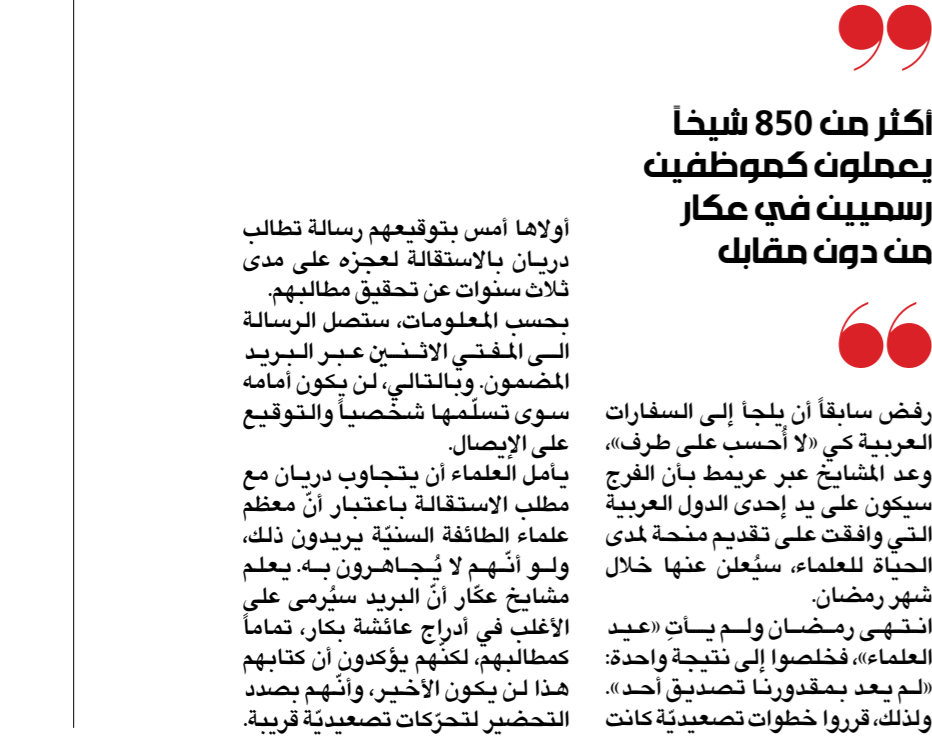 أكثر من 850 شيخاً
يعملون كموظفين
رسميين في عكار
من دون مقابل
رفض سابقاً أن يلجأ إلى السفارات
العربية كي «لا أُحسب على طرف»،
وعد المشايخ عبر عريمط بأن الفرج
سيكون على يد إحدى الدول العربية
التي وافقت على تقديم منحة لمدى
الحياة للعلماء، سيُعلن عنها خلال
شهر رمضان.
انتهى رمضان ولم يأتِ «عيد
العلماء»، فخلصوا إلى نتيجة واحدة:
«لم يعد بمقدورنا تصديق أحد».
ولذلك، قرروا خطوات تصعيديّة كانت
أولاها أمس بتوقيعهم رسالة تطالب
دريان بالاستقالة لعجزه على مدى
ثلاث سنوات عن تحقيق مطالبهم.
بحسب المعلومات، ستصل الرسالة
الى المفتي الاثنين عبر البريد
المضمون. وبالتالي، لن يكون أمامه
سوى تسلّمها شخصياً والتوقيع
على الإيصال.
يأمل العلماء أن يتجاوب دريان مع
مطلب الاستقالة باعتبار أنّ معظم
علماء الطائفة السنيّة يريدون ذلك،
ولو أنّهم لا يُجاهرون به. يعلم
مشايخ عكّار أنّ البريد سيُرمى على
الأغلب في أدراج عائشة بكار، تماماً
كمطالبهم، لكنّهم يؤكدون أن كتابهم
هذا لن يكون الأخير، وأنّهم بصدد
التحضير لتحرّكات تصعيديّة قريبة.